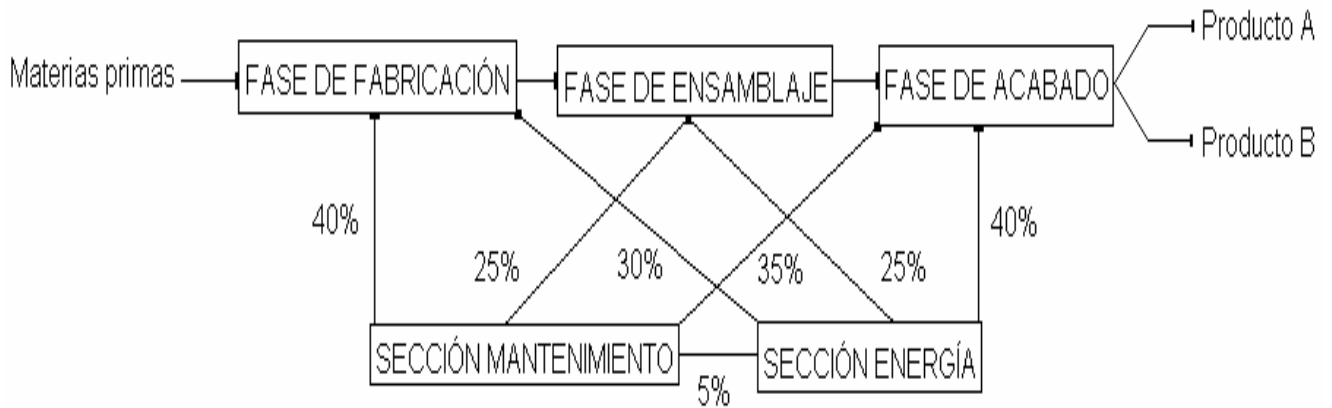 Materias primas
FASE DE FABRICACIÓN
FASE DE ENSAMBLAJE
FASE DE ACABADO
Producto A
Producto B
40%
25%
30%
35%
25%
40%
SECCIÓN MANTENIMIENTO
5%
SECCIÓN ENERGÍA